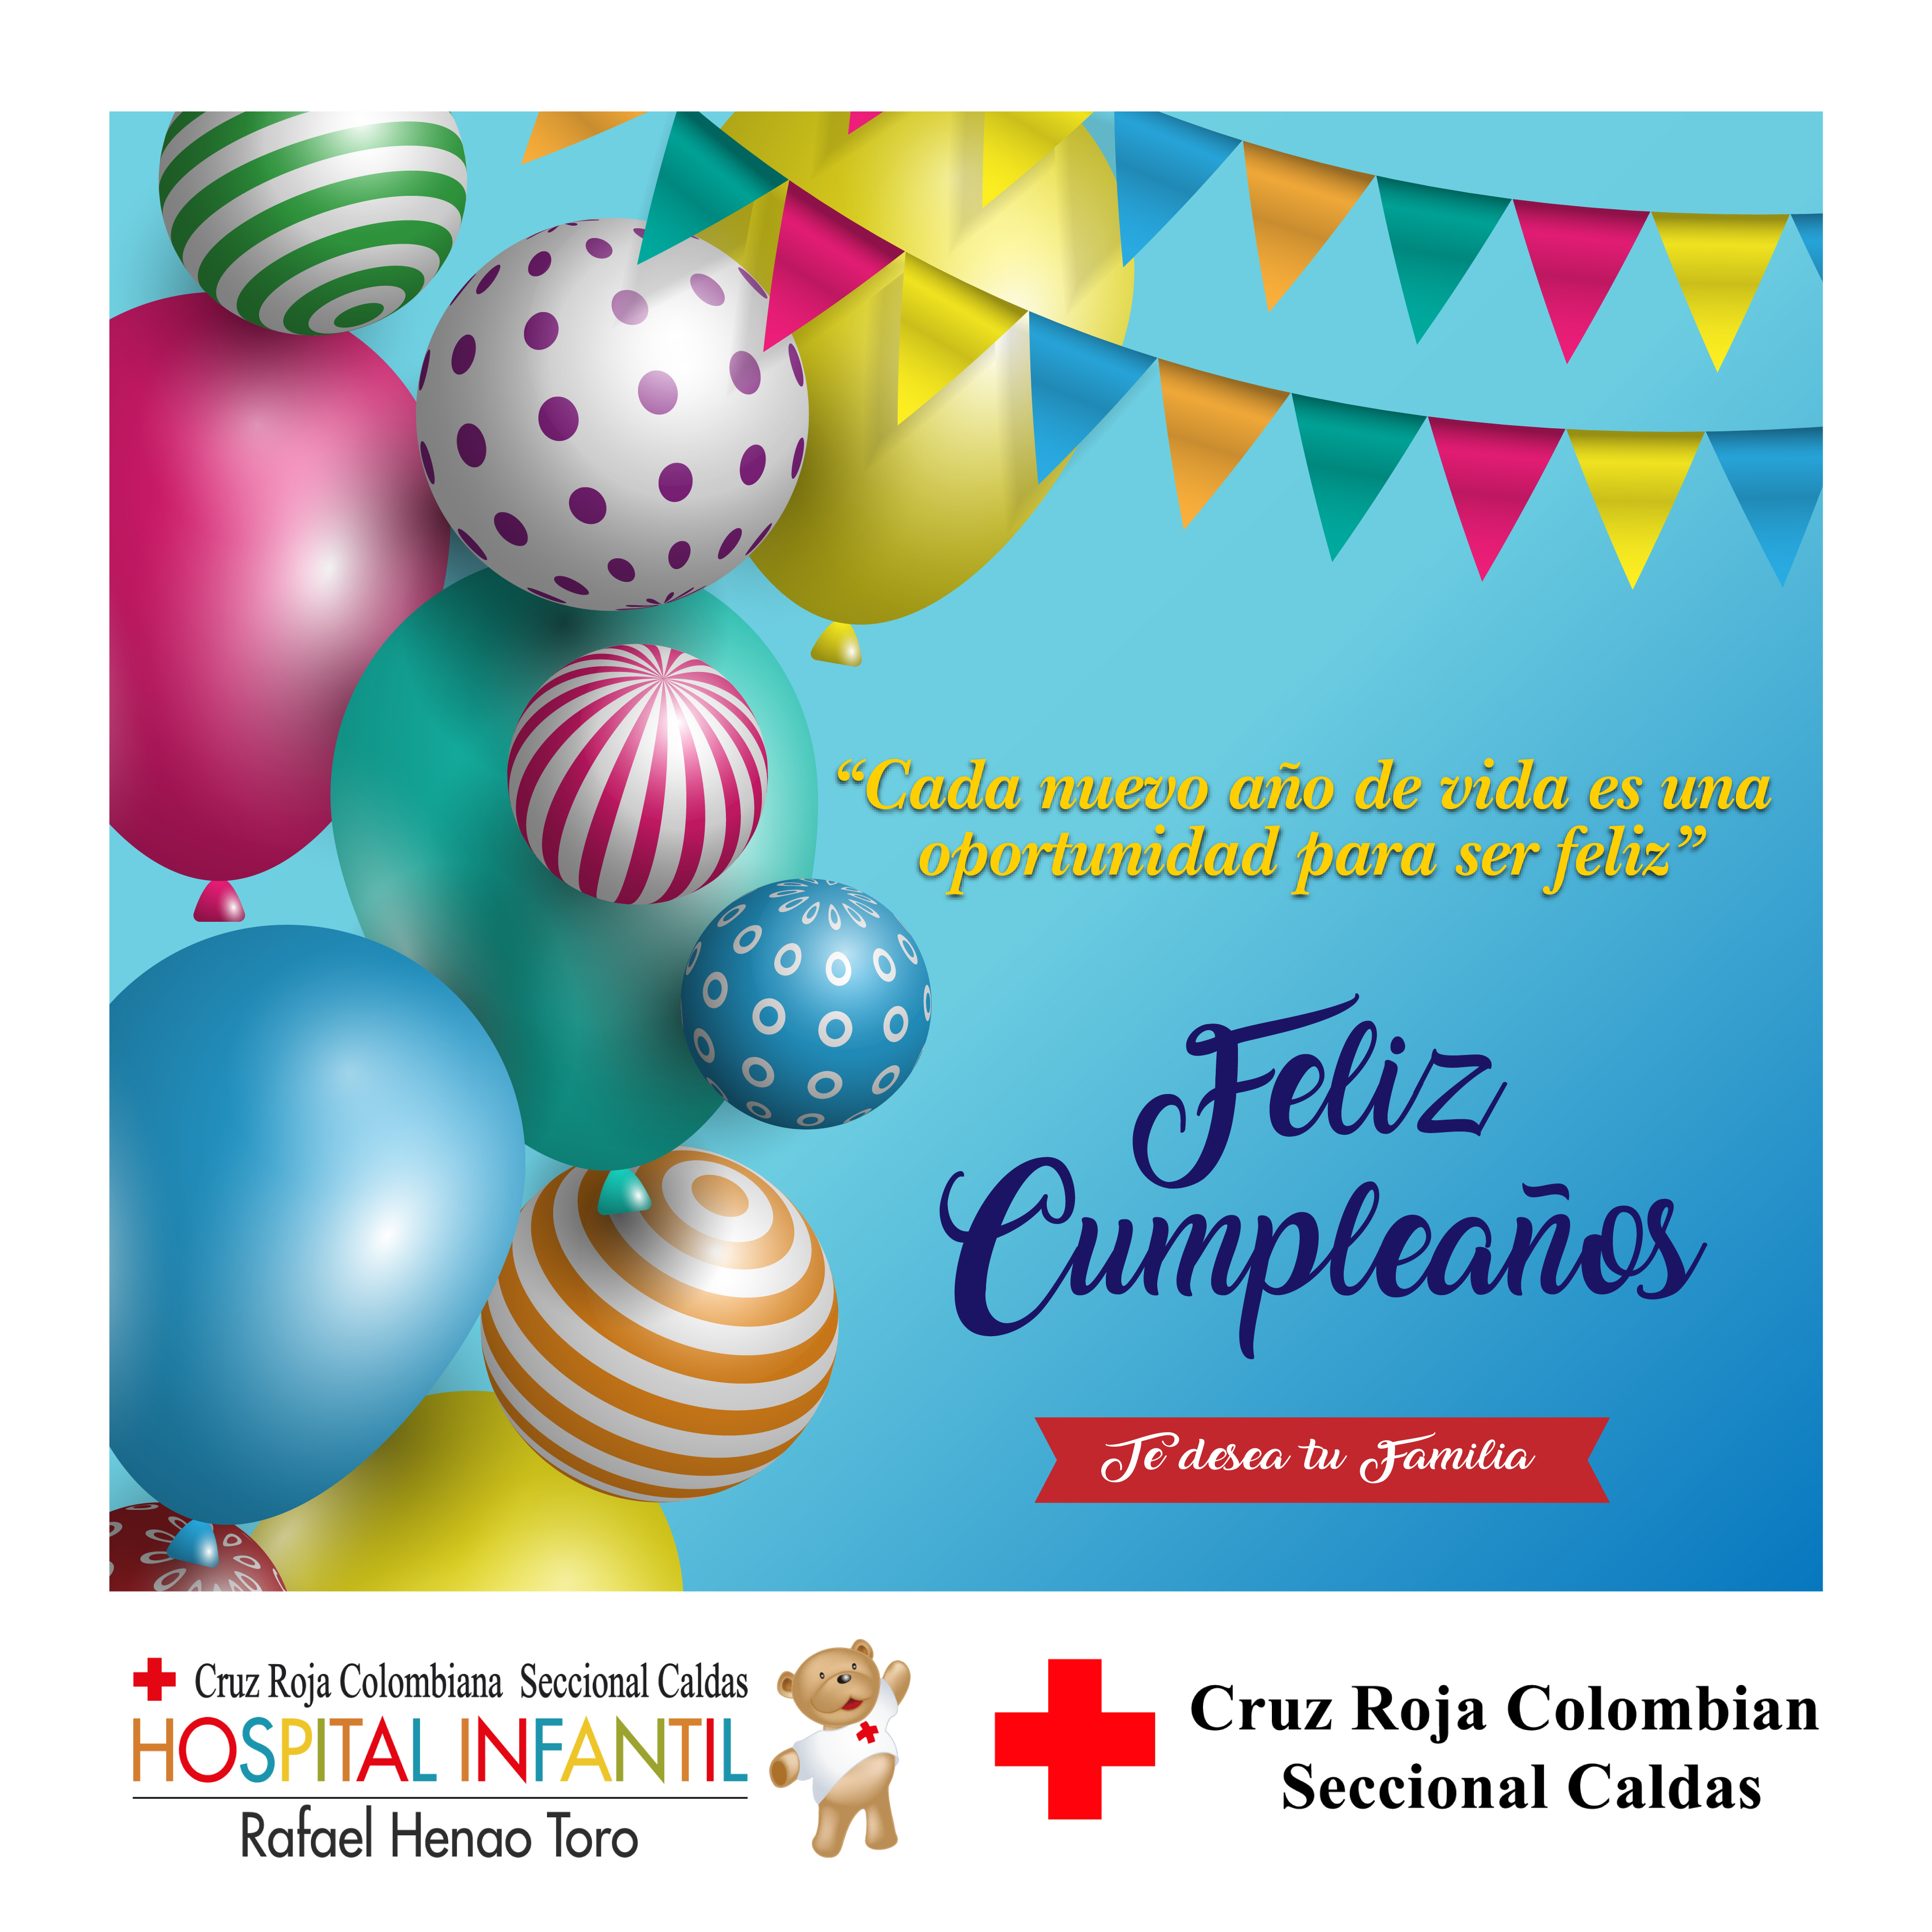 “Cada nuevo año de vida es una
oportunidad para ser feliz”
Feliz
Cumpleaños
Te desea tu Familia
Cruz Roja Colombiana Seccional Caldas
HOSPITAL INFANTIL
Rafael Henao Toro
Cruz Roja Colombian
Seccional Caldas